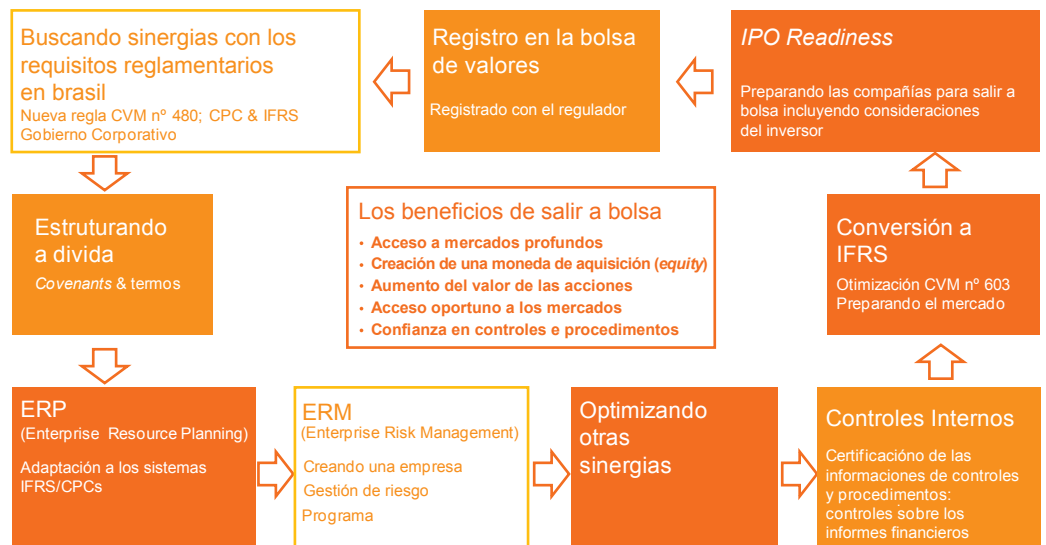 Buscando sinergias con los
requisitos reglamentarios
en brasil
Nueva regla CVM nº 480; CPC & IFRS
Gobierno Corporativo
Registro en la bolsa
de valores
Registrado con el regulador
IPO Readiness
Preparando las compañías para salir a
bolsa incluyendo consideraciones
del inversor
Estruturando
a divida
Covenants & termos
Los beneficios de salir a bolsa
• Acceso a mercados profundos
• Creación de una moneda de aquisición (equity)
• Aumento del valor de las acciones
• Acceso oportuno a los mercados
• Confianza en controles e procedimentos
Conversión a
IFRS
Otimización CVM nº 603
Preparando el mercado
ERP
(Enterprise Resource Planning)
Adaptación a los sistemas
IFRS/CPCs
ERM
(Enterprise Risk Management)
Creando una empresa
Gestión de riesgo
Programa
Optimizando
otras
sinergias
Controles Internos
Certificacióno de las
informaciones de controles
y procedimentos:
controles sobre los
informes financieros